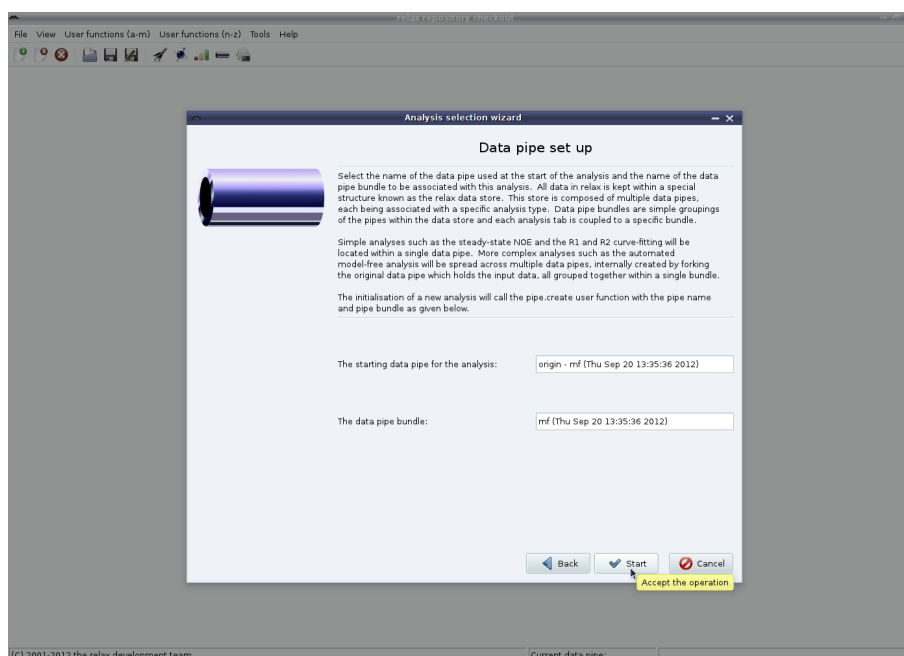 relax repository checkout
File View User functions (a-m) User functions (n-z) Tools Help
Analysis selection wizard
Data pipe set up
Select the name of the data pipe used at the start of the analysis and the name of the data
pipe bundle to be associated with this analysis. All data in relax is kept within a special
structure known as the relax data store. This store is composed of multiple data pipes,
each being associated with a specific analysis type. Data pipe bundles are simple groupings
of the pipes within the data store and each analysis tab is coupled to a specific bundle.
Simple analyses such as the steady-state NOE and the R1 and R2 curve-fitting will be
located within a single data pipe. More complex analyses such as the automated
model-free analysis will be spread across multiple data pipes, internally created by forking
the original data pipe which holds the input data, all grouped together within a single bundle.
The initialisation of a new analysis will call the pipe.create user function with the pipe name
and pipe bundle as given below.
The starting data pipe for the analysis: origin - mf (Thu Sep 20 13:35:36 2012)
The data pipe bundle: mf (Thu Sep 20 13:35:36 2012)
Back Start Cancel
Accept the operation
(C) 2001-2012 the relax development team Current data pipe: